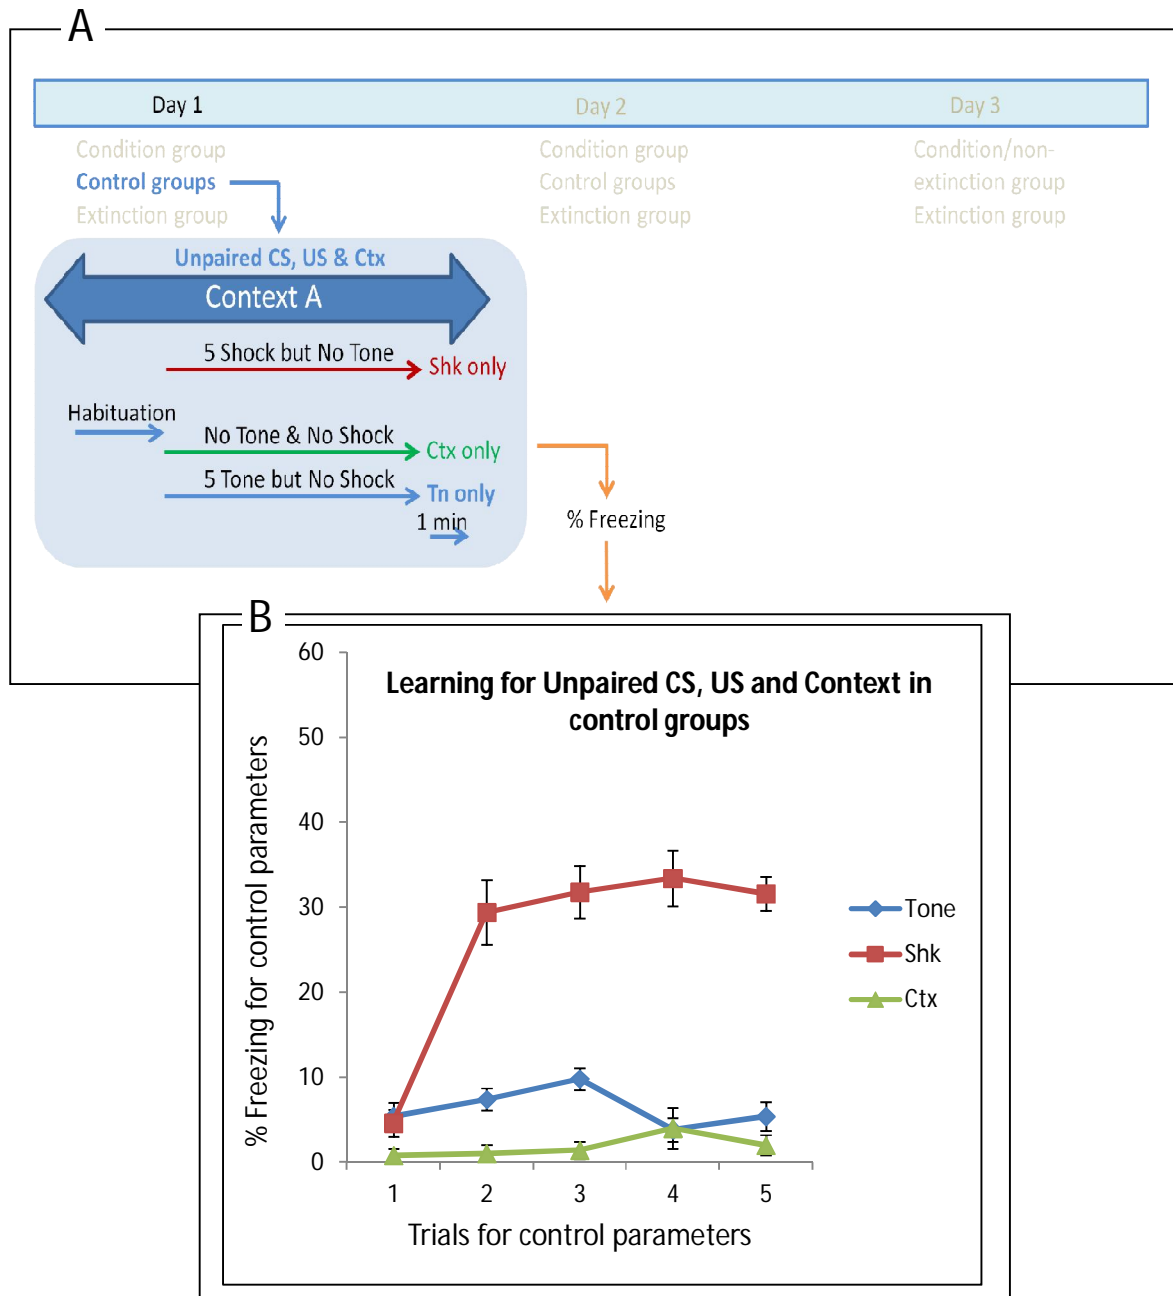 A
Day 1
Day 2
Day 3
Condition group
Control groups
Extinction group
Condition group
Control groups
Extinction group
Condition/non-
extinction group
Extinction group
Unpaired CS, US & Ctx
Context A
5 Shock but No Tone
Shk only
Habituation
No Tone & No Shock
Ctx only
5 Tone but No Shock
Tn only
1 min
% Freezing
B
Learning for Unpaired CS, US and Context in
control groups
% Freezing for control parameters
60
50
40
30
20
10
0
1 2 3 4 5
Trials for control parameters
Tone
Shk
Ctx